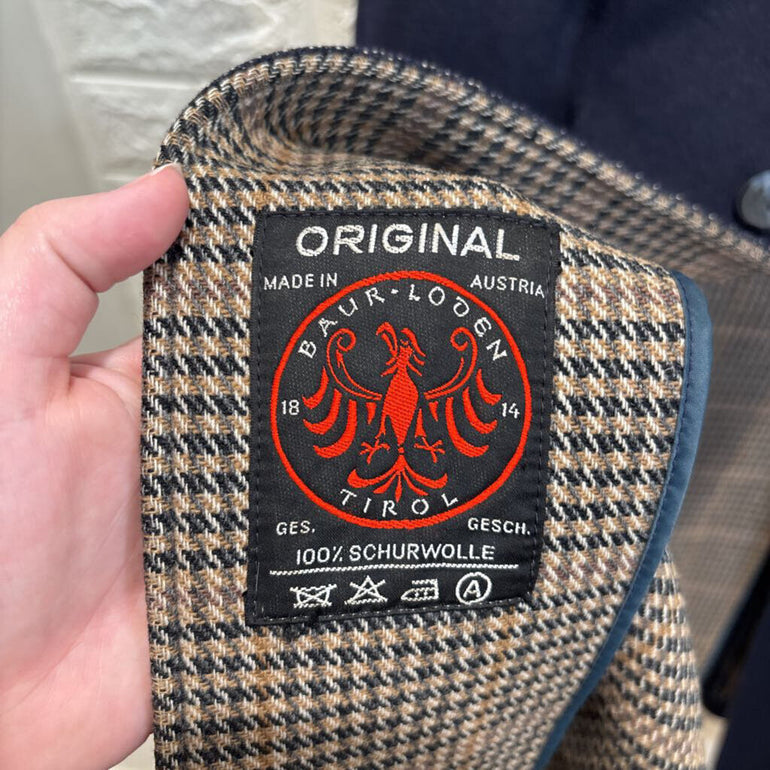 ORIGINAL
MADE IN AUSTRIA
BAUR-LODEN
18 14
TIROL
GES. GESCH.
100% SCHURWOLLE
A